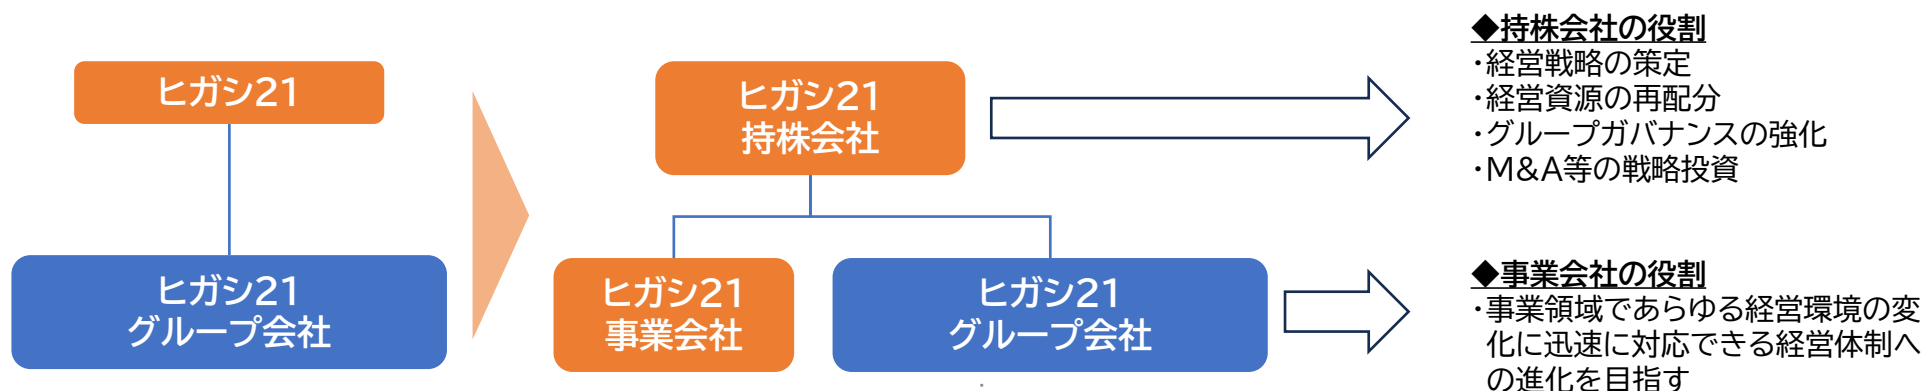 ヒガシ21
ヒガシ21
グループ会社
ヒガシ21
持株会社
ヒガシ21
事業会社
ヒガシ21
グループ会社
◆持株会社の役割
・経営戦略の策定
・経営資源の再配分
・グループガバナンスの強化
・M&A等の戦略投資
◆事業会社の役割
・事業領域であらゆる経営環境の変
化に迅速に対応できる経営体制へ
の進化を目指す